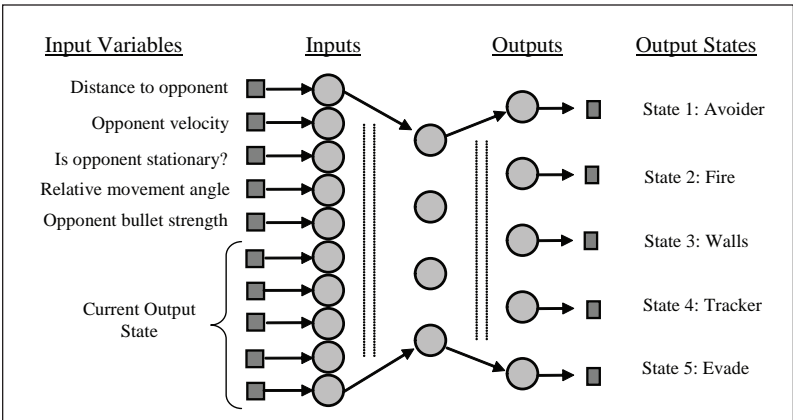 Input Variables
Inputs
Outputs
Output States
Distance to opponent
Opponent velocity
Is opponent stationary?
Relative movement angle
Opponent bullet strength
Current Output
State
State 1: Avoider
State 2: Fire
State 3: Walls
State 4: Tracker
State 5: Evade